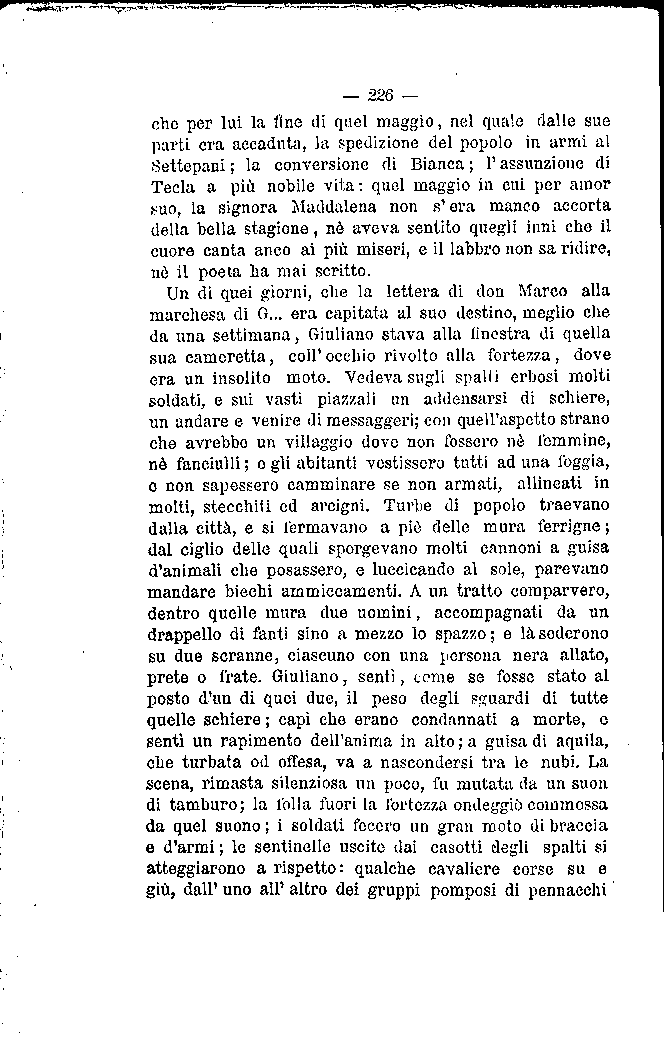 — 226 —
che per lui la fine di quel maggio, nel quale dalle sue
parti era accaduta, la spedizione del popolo in armi al
Settepani; la conversione di Bianca; l'assunzione di
Tecla a più nobile vita: quel maggio in cui per amor
suo, la signora Maddalena non s'era manco accorta
della bella stagione, nè aveva sentito quegli inni che il
cuore canta anco ai più miseri, e il labbro non sa ridire,
nè il poeta ha mai scritto.
Un di quei giorni, che la lettera di don Marco alla
marchesa di G... era capitata al suo destino, meglio che
da una settimana, Giuliano stava alla finestra di quella
sua cameretta, coll'occhio rivolto alla fortezza, dove
era un insolito moto. Vedeva sugli spalti erbosi molti
soldati, e sui vasti piazzali un addensarsi di schiere,
un andare e venire di messaggeri; con quell'aspetto strano
che avrebbe un villaggio dove non fossero nè femmine,
nè fanciulli; e gli abitanti vestissero tutti ad una foggia,
e non sapessero camminare se non armati, allineati in
molti, stecchiti ed arcigni. Turbe di popolo traevano
dalla città, e si fermavano a piè delle mura ferrigne;
dal ciglio delle quali sporgevano molti cannoni a guisa
d'animali che posassero, e luccicando al sole, parevano
mandare biechi ammiccamenti. A un tratto comparvero,
dentro quelle mura due uomini, accompagnati da un
drappello di fanti sino a mezzo lo spazzo; e là sederono
su due scranne, ciascuno con una persona nera allato,
prete o frate. Giuliano, sentì, come se fosse stato al
posto d'un di quei due, il peso degli sguardi di tutte
quelle schiere; capì che erano condannati a morte, e
sentì un rapimento dell'anima in alto; a guisa di aquila,
che turbata od offesa, va a nascondersi tra le nubi. La
scena, rimasta silenziosa un poco, fu mutata da un suon
di tamburo; la folla fuori la fortezza ondeggiò commossa
da quel suono; i soldati fecero un gran moto di braccia
e d'armi; le sentinelle uscite dai casotti degli spalti si
atteggiarono a rispetto: qualche cavaliere corse su e
giù, dall'uno all'altro dei gruppi pomposi di pennacchi